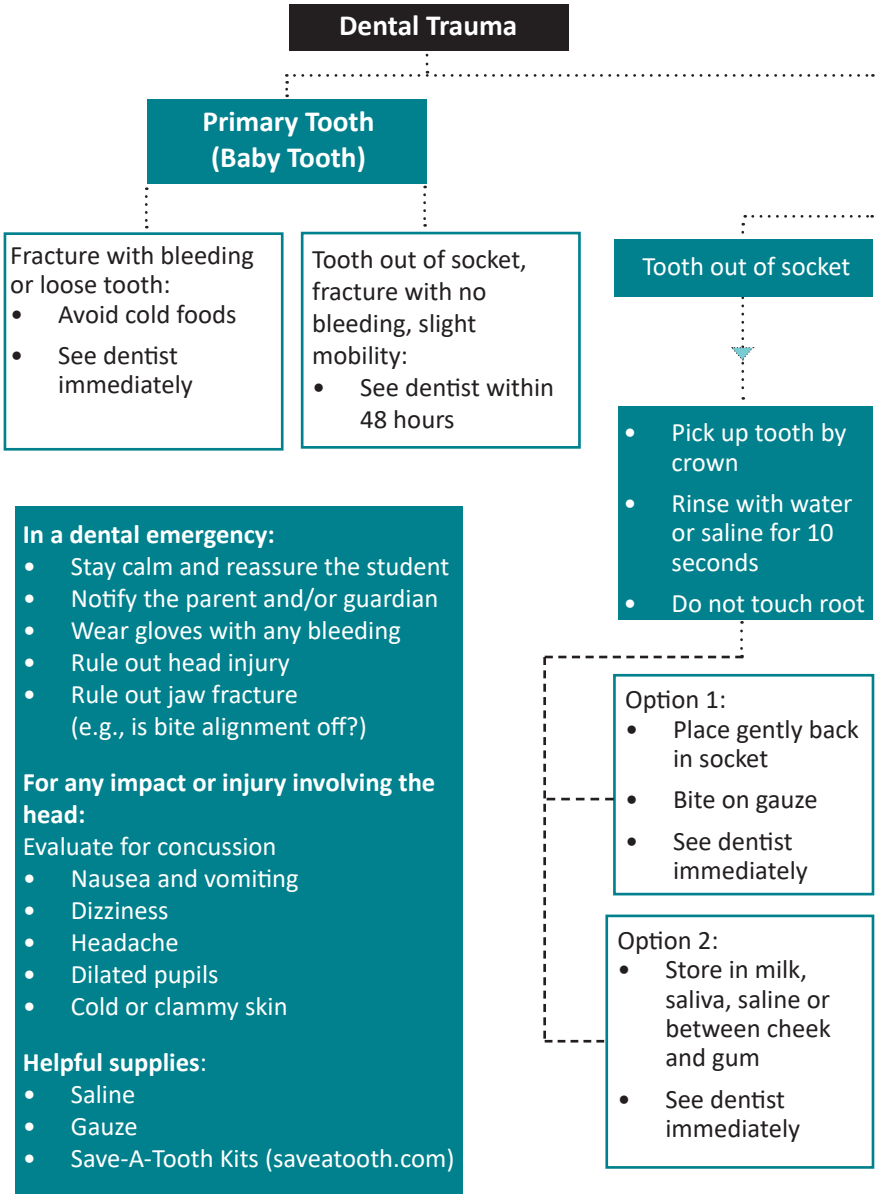 Dental Trauma
Primary Tooth
(Baby Tooth)
Fracture with bleeding
or loose tooth:
• Avoid cold foods
• See dentist
immediately
Tooth out of socket,
fracture with no
bleeding, slight
mobility:
• See dentist within
48 hours
Tooth out of socket
• Pick up tooth by
crown
• Rinse with water
or saline for 10
seconds
• Do not touch root
Option 1:
• Place gently back
in socket
• Bite on gauze
• See dentist
immediately
Option 2:
• Store in milk,
saliva, saline or
between cheek
and gum
• See dentist
immediately
In a dental emergency:
• Stay calm and reassure the student
• Notify the parent and/or guardian
• Wear gloves with any bleeding
• Rule out head injury
• Rule out jaw fracture
(e.g., is bite alignment off?)
For any impact or injury involving the
head:
Evaluate for concussion
• Nausea and vomiting
• Dizziness
• Headache
• Dilated pupils
• Cold or clammy skin
Helpful supplies:
• Saline
• Gauze
• Save-A-Tooth Kits (saveatooth.com)